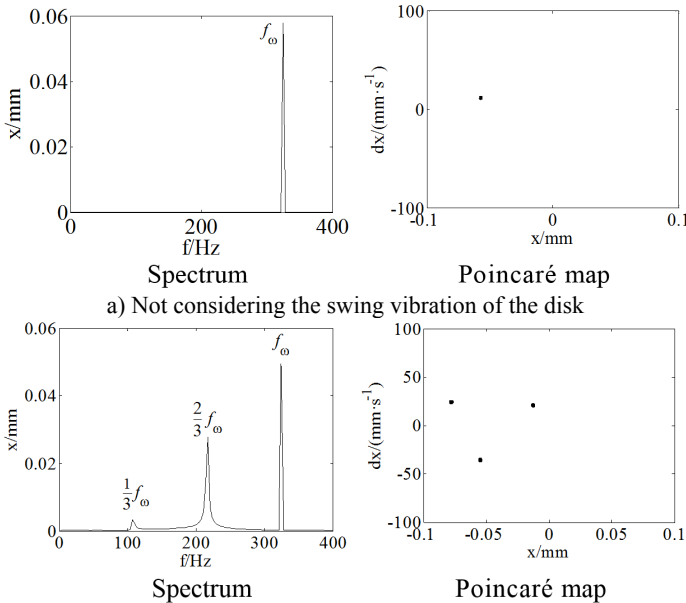 0.06
0.04
0.02
0
x/mm
f_ω
0
200
400
f/Hz
Spectrum
100
0
-100
dx/(mm·s⁻¹)
-0.1
0
0.1
x/mm
Poincaré map
a) Not considering the swing vibration of the disk
0.06
0.04
0.02
0
x/mm
1/3 f_ω
2/3 f_ω
f_ω
0
100
200
300
400
f/Hz
Spectrum
100
50
0
-50
-100
dx/(mm·s⁻¹)
-0.1
-0.05
0
0.1
x/mm
Poincaré map